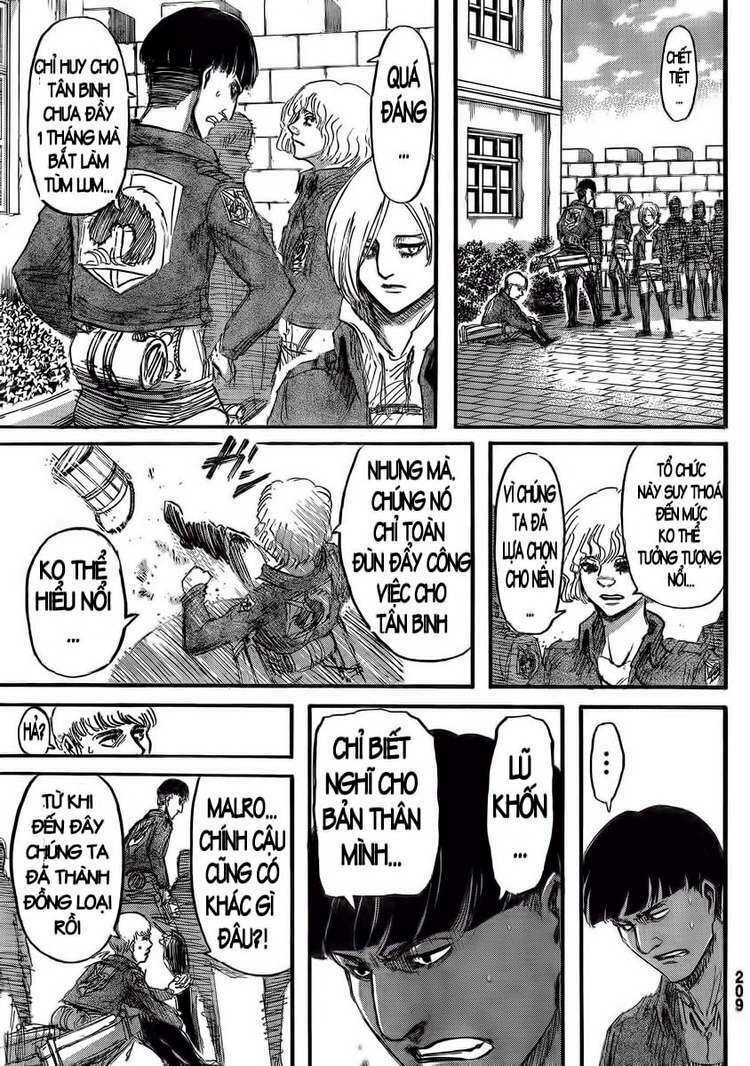 CHẾT
TIỆT
...
QUÁ
ĐÁNG
...
CHỈ HUY CHO
TÂN BINH
CHƯA ĐẦY
1 THÁNG MÀ
BẮT LÀM
TÙM LUM...
TỔ CHỨC
NÀY SUY THOÁ
ĐẾN MỨC
KO THỂ
TƯỞNG TƯỢNG
NỔI...
VÌ CHÚNG
TA ĐÃ
LỰA CHỌN
CHO NÊN
...
NHƯNG MÀ,
CHÚNG NÓ
CHỈ TOÀN
ĐÙN ĐẨY CÔNG
VIỆC CHO
TÂN BINH
KO THỂ
HIỂU NỔI
...
...
LŨ
KHỐN
...
CHỈ BIẾT
NGHĨ CHO
BẢN THÂN
MÌNH...
HẢ?
MALRO...
CHÍNH CẬU
CŨNG CÓ
KHÁC GÌ
ĐÂU?!
TỪ KHI
ĐẾN ĐÂY
CHÚNG TA
ĐÃ THÀNH
ĐỒNG LOẠI
RỒI
209